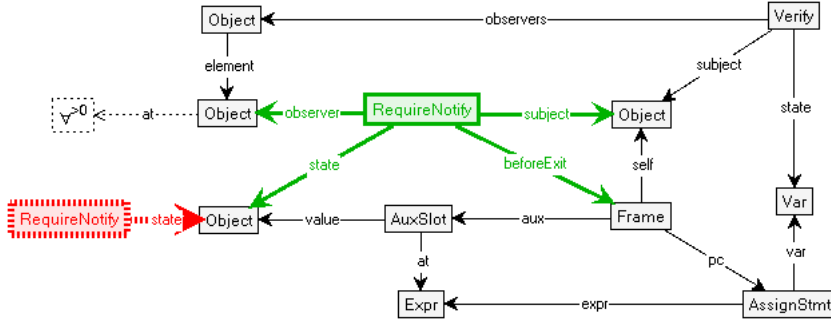 Object
observers
Verify
element
subject
∀>0
at
Object
observer
RequireNotify
subject
Object
state
state
beforeExit
self
RequireNotify
state
Object
value
AuxSlot
aux
Frame
Var
at
pc
var
Expr
expr
AssignStmt